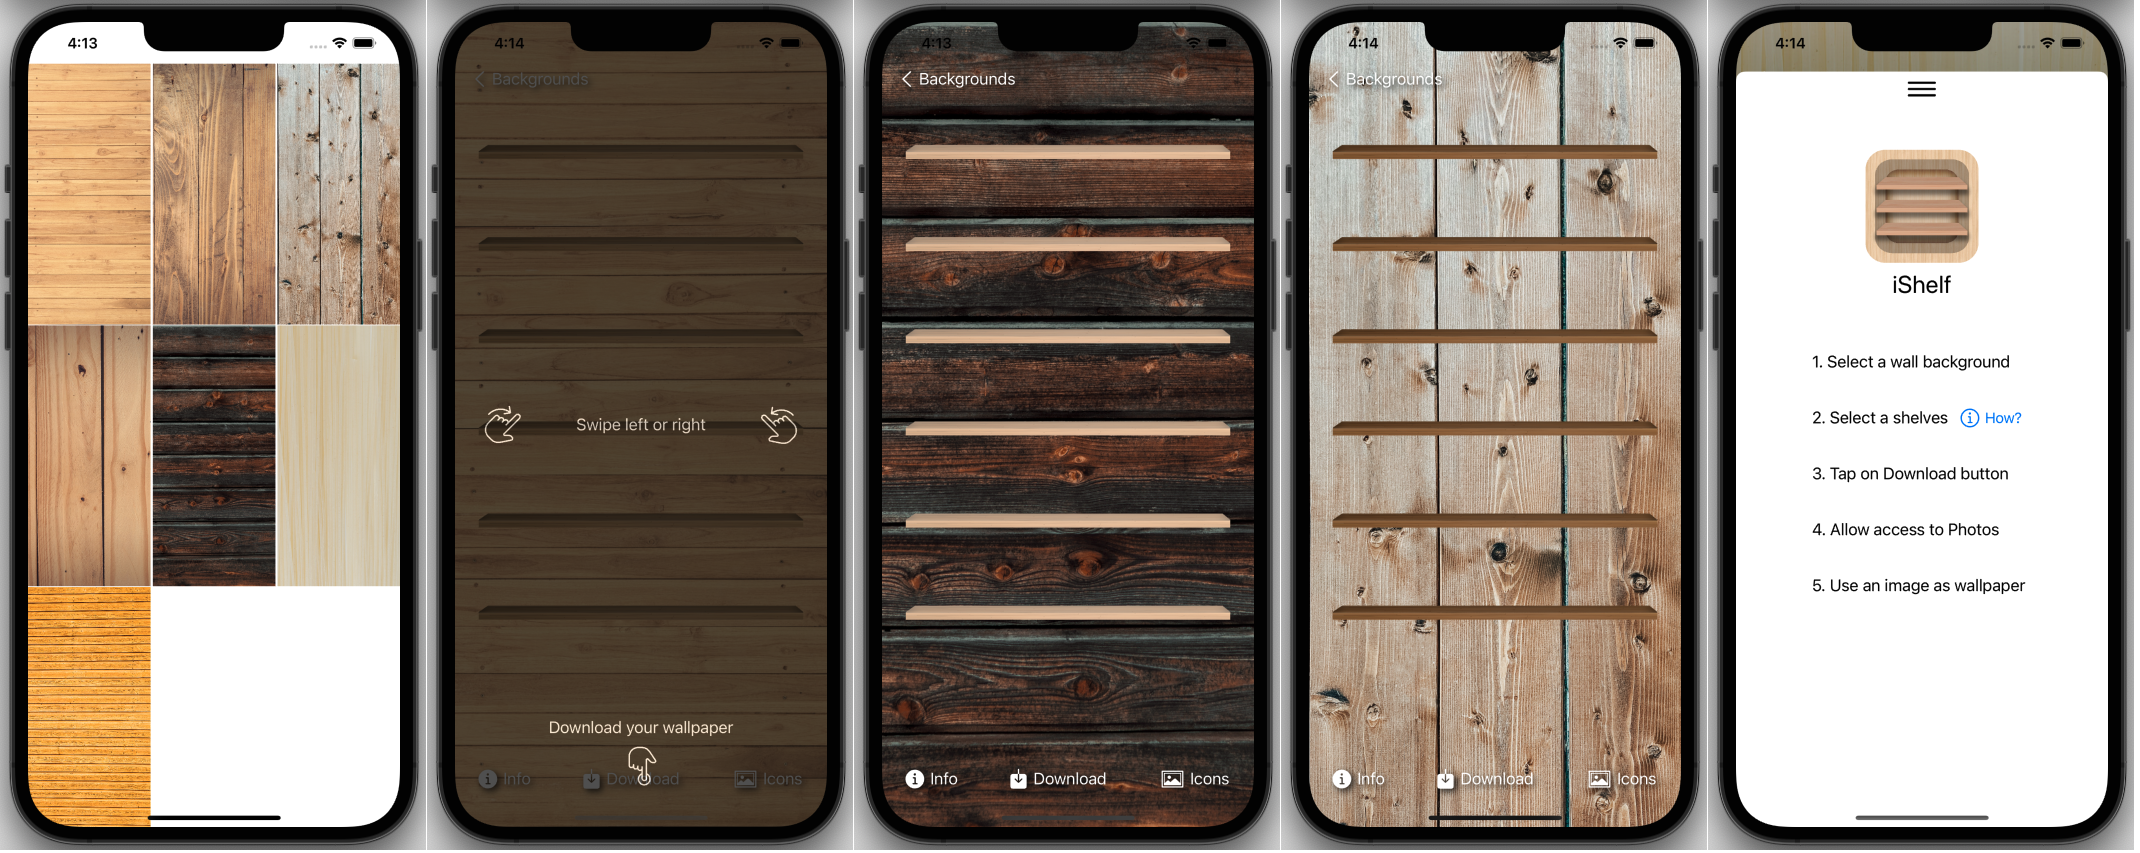 4:13
4:14
Backgrounds
Swipe left or right
Download your wallpaper
Info
Download
Icons
4:13
Backgrounds
Info
Download
Icons
4:14
Backgrounds
Info
Download
Icons
4:14
iShelf
1. Select a wall background
2. Select a shelves How?
3. Tap on Download button
4. Allow access to Photos
5. Use an image as wallpaper